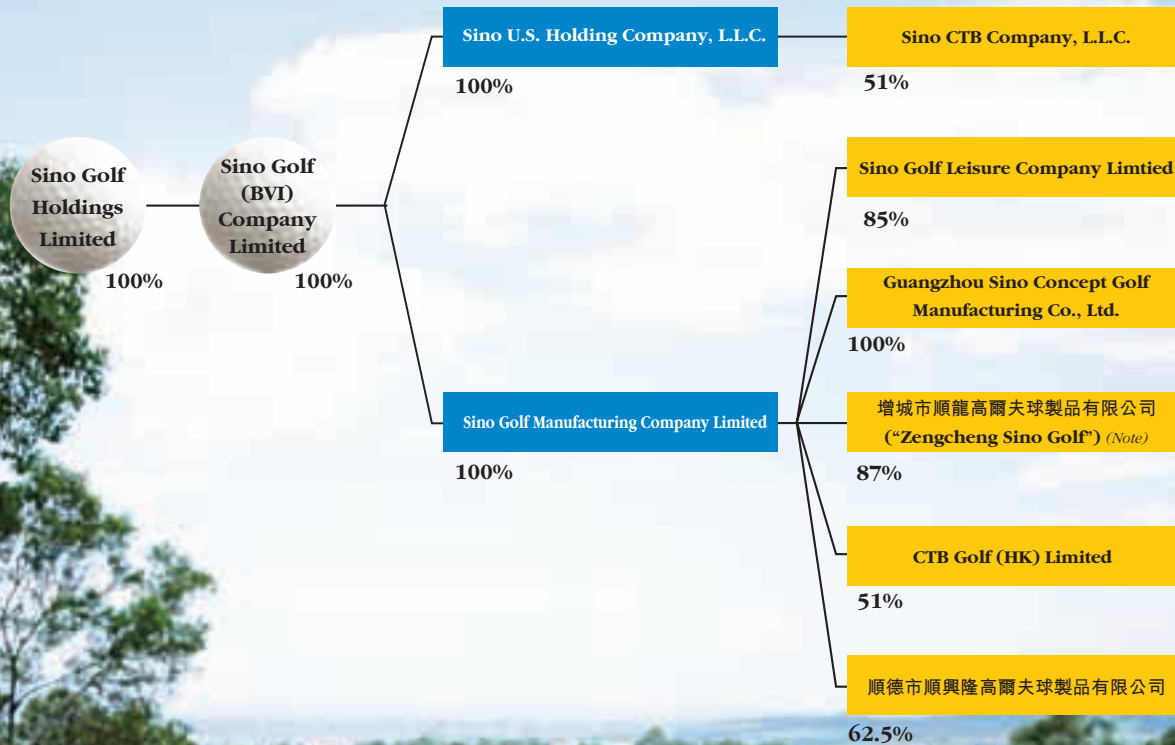 Sino Golf
Holdings
Limited
100%
Sino Golf
(BVI)
Company
Limited
100%
Sino U.S. Holding Company, L.L.C.
100%
Sino CTB Company, L.L.C.
51%
Sino Golf Manufacturing Company Limited
100%
Sino Golf Leisure Company Limtied
85%
Guangzhou Sino Concept Golf
Manufacturing Co., Ltd.
100%
增城市順龍高爾夫球製品有限公司
(“Zengcheng Sino Golf”) (Note)
87%
CTB Golf (HK) Limited
51%
順德市順興隆高爾夫球製品有限公司
62.5%